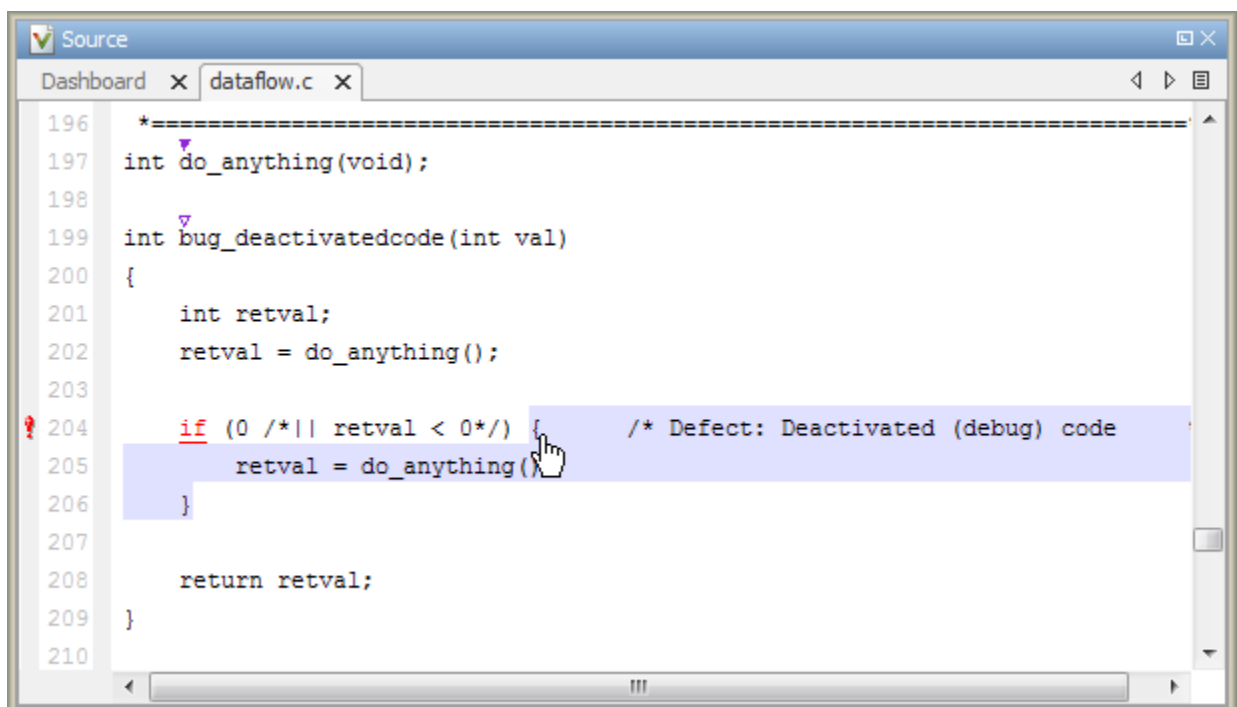 Source
Dashboard dataflow.c
196 *==========================================================================
197 int do_anything(void);
198
199 int bug_deactivatedcode(int val)
200 {
201 int retval;
202 retval = do_anything();
203
204 if (0 /*|| retval < 0*/) { /* Defect: Deactivated (debug) code
205 retval = do_anything()
206 }
207
208 return retval;
209 }
210